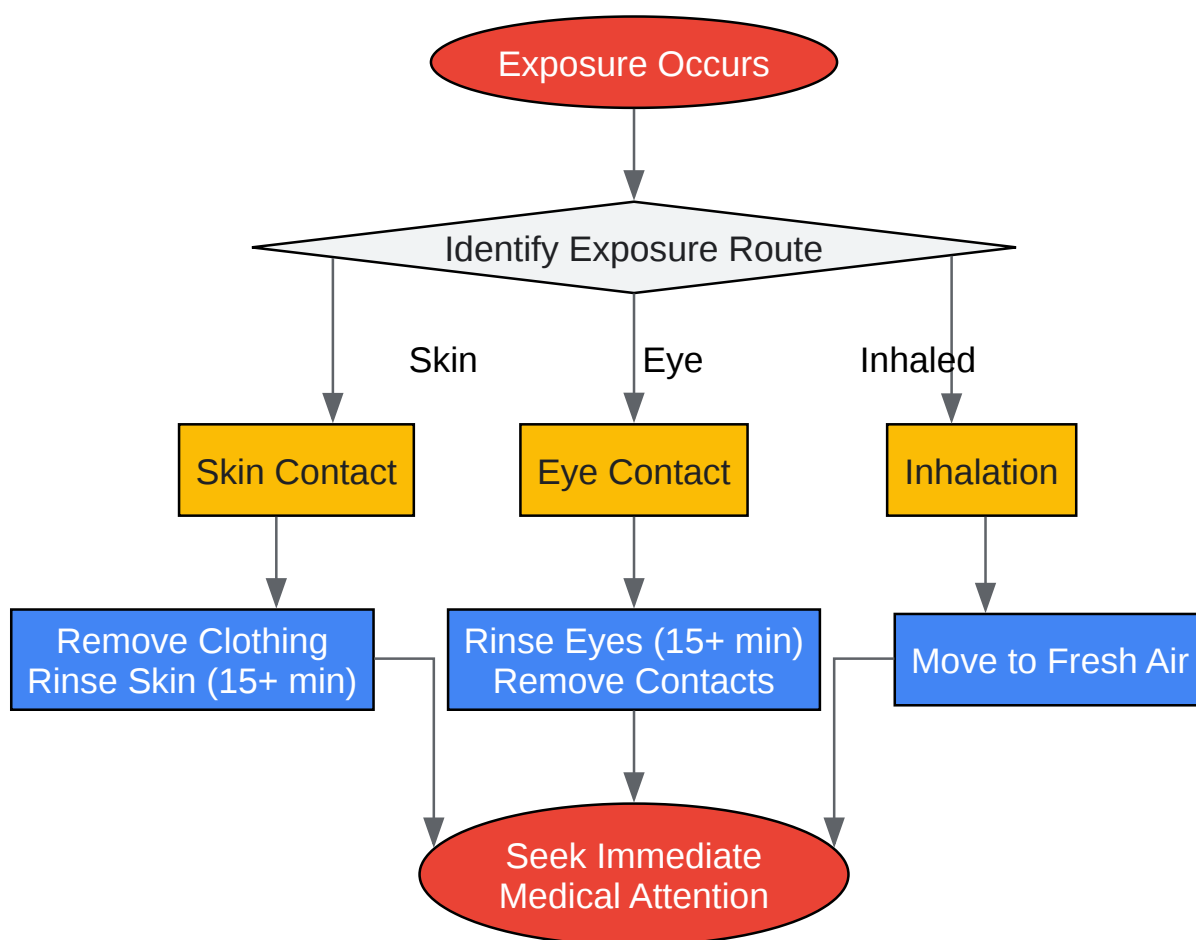 Exposure Occurs
Identify Exposure Route
Skin
Eye
Inhaled
Skin Contact
Eye Contact
Inhalation
Remove Clothing
Rinse Skin (15+ min)
Rinse Eyes (15+ min)
Remove Contacts
Move to Fresh Air
Seek Immediate
Medical Attention